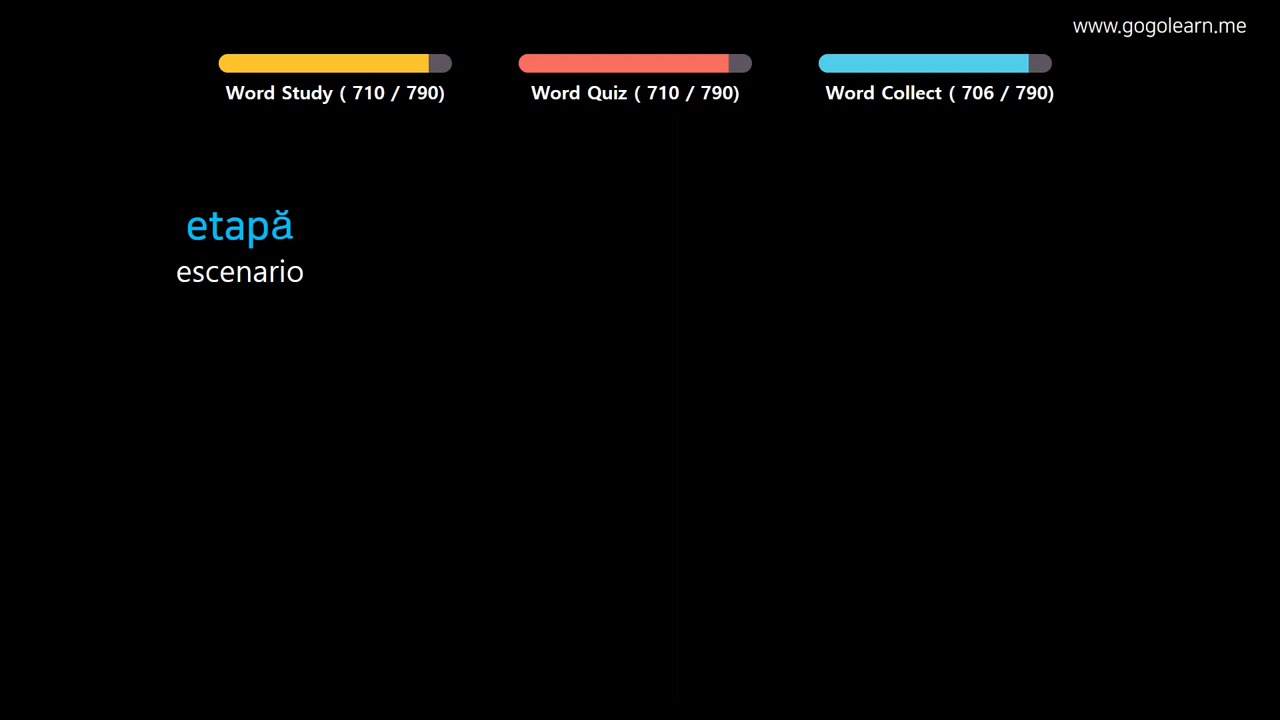 www.gogolearn.me
Word Study ( 710 / 790)
Word Quiz ( 710 / 790)
Word Collect ( 706 / 790)
etapă
escenario